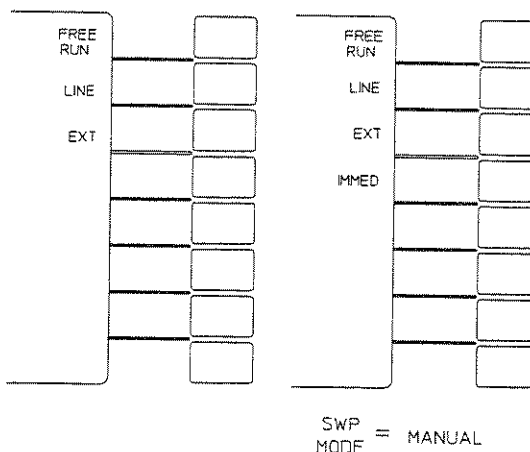 FREE
RUN
LINE
EXT
FREE
RUN
LINE
EXT
IMMED
SWP
MODE = MANUAL